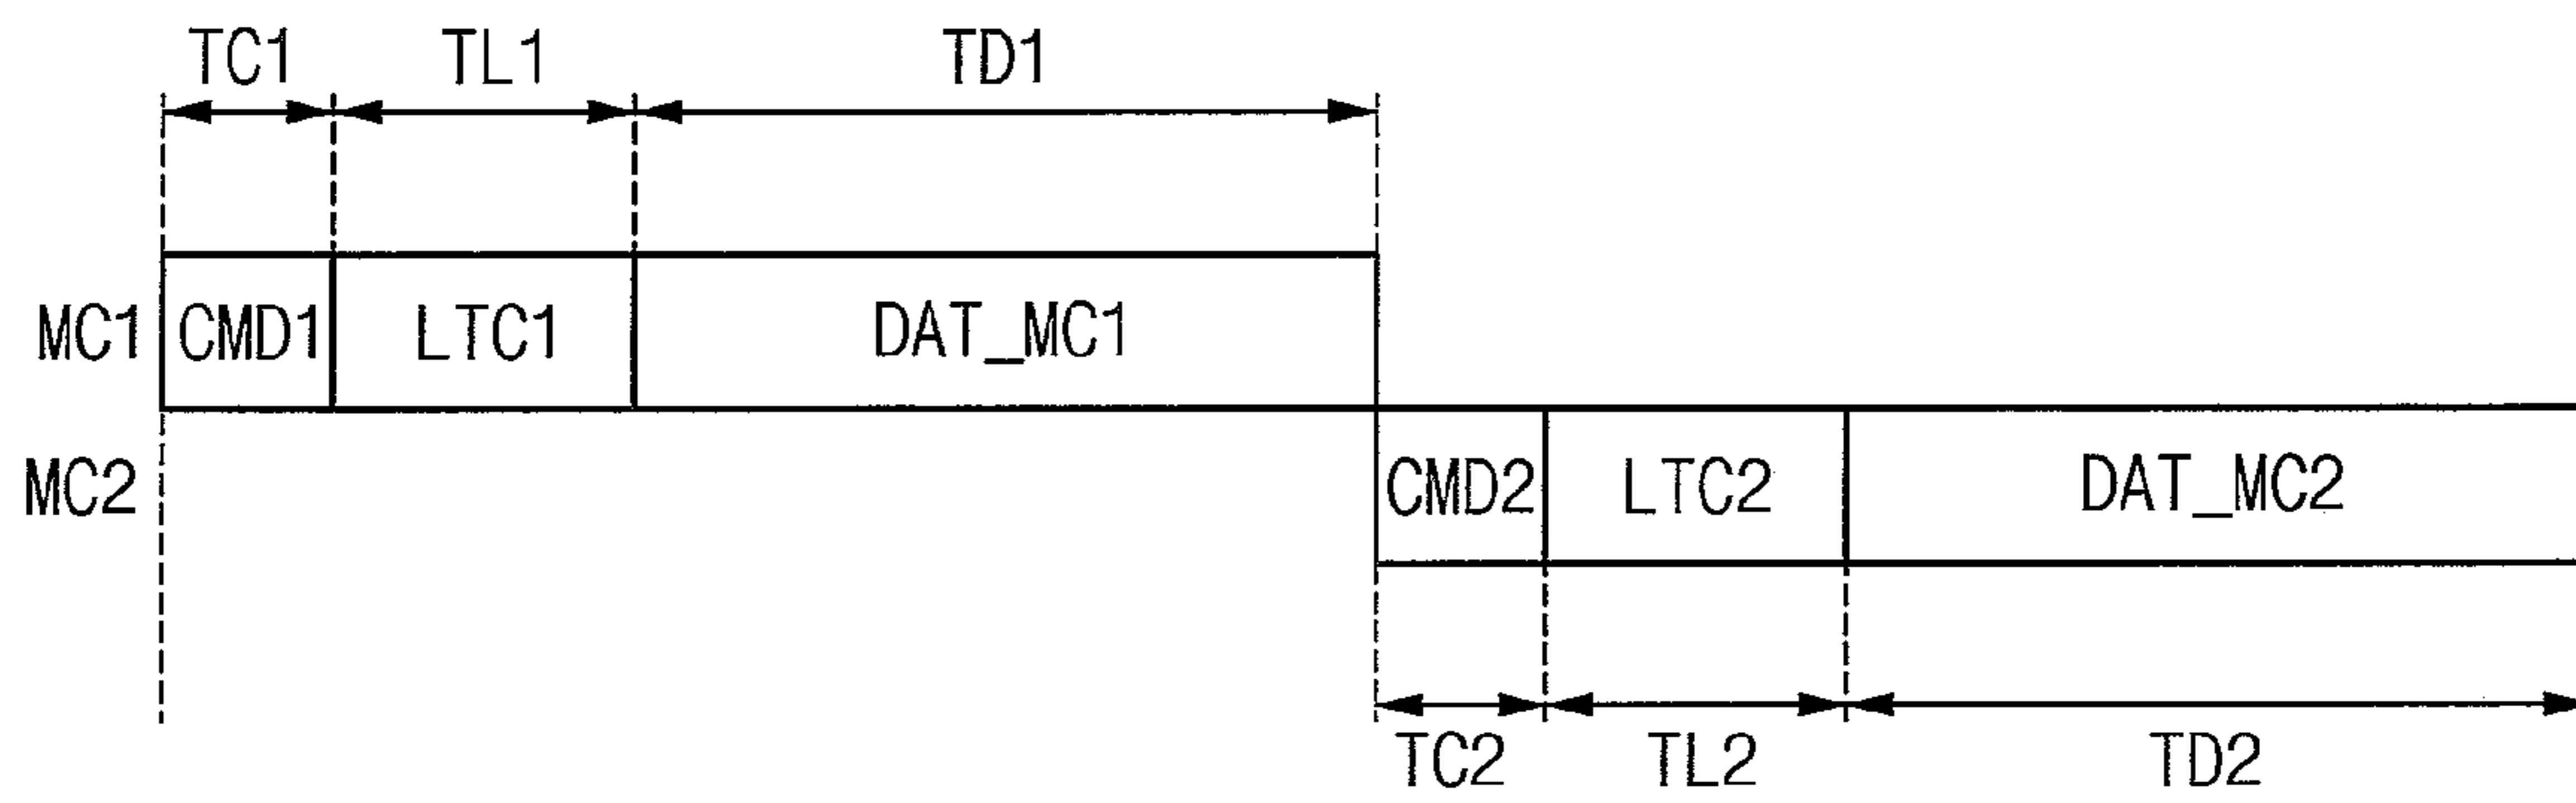 TC1 TL1 TD1
MC1 CMD1 LTC1 DAT_MC1
MC2 CMD2 LTC2 DAT_MC2
TC2 TL2 TD2